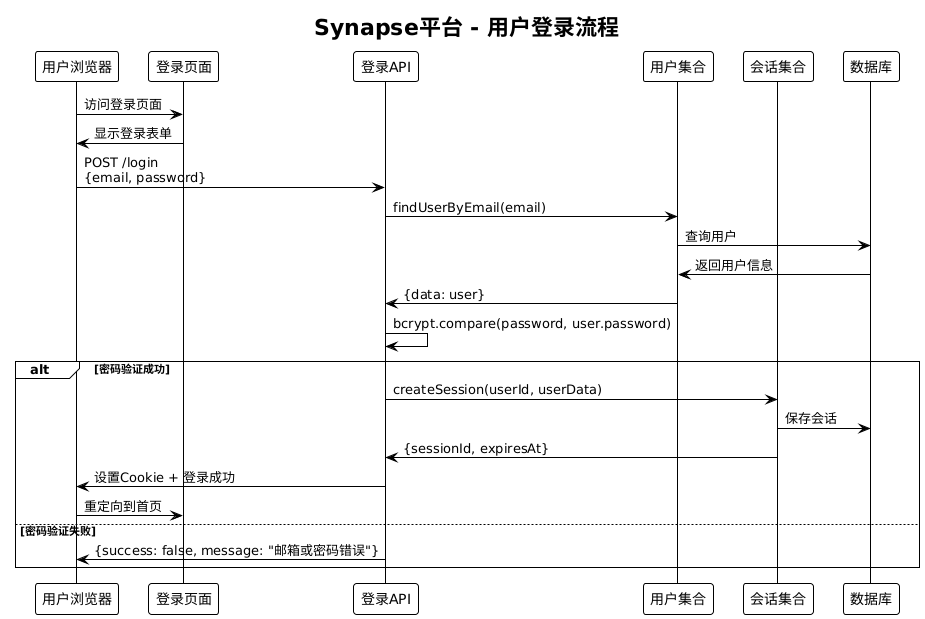 Synapse平台 - 用户登录流程
用户浏览器
登录页面
登录API
用户集合
会话集合
数据库
访问登录页面
显示登录表单
POST /login
{email, password}
findUserByEmail(email)
查询用户
返回用户信息
{data: user}
bcrypt.compare(password, user.password)
alt
[密码验证成功]
createSession(userId, userData)
保存会话
{sessionId, expiresAt}
设置Cookie + 登录成功
重定向到首页
[密码验证失败]
{success: false, message: "邮箱或密码错误"}
用户浏览器
登录页面
登录API
用户集合
会话集合
数据库